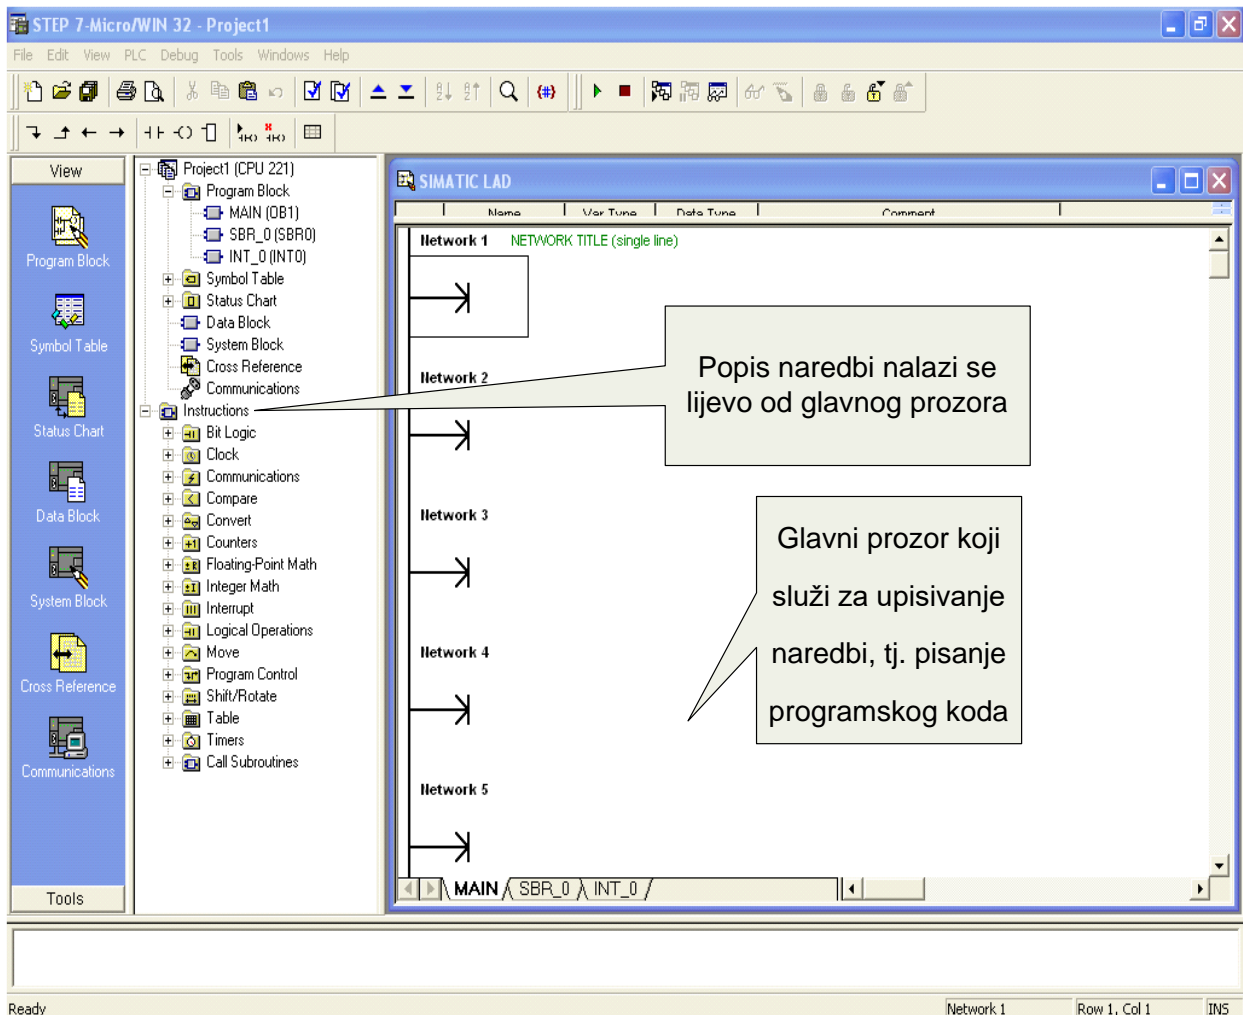 STEP 7-Micro/WIN 32 - Project1
File Edit View PLC Debug Tools Windows Help
View
Program Block
Symbol Table
Status Chart
Data Block
System Block
Cross Reference
Communications
Tools
Project1 (CPU 221)
Program Block
MAIN (OB1)
SBR_0 (SBR0)
INT_0 (INT0)
Symbol Table
Status Chart
Data Block
System Block
Cross Reference
Communications
Instructions
Bit Logic
Clock
Communications
Compare
Convert
Counters
Floating-Point Math
Integer Math
Interrupt
Logical Operations
Move
Program Control
Shift/Rotate
Table
Timers
Call Subroutines
SIMATIC LAD
Name Var Type Data Type Comment
Network 1 NETWORK TITLE (single line)
Network 2
Network 3
Network 4
Network 5
Popis naredbi nalazi se
lijevo od glavnog prozora
Glavni prozor koji
služi za upisivanje
naredbi, tj. pisanje
programskog koda
MAIN SBR_0 INT_0
Ready Network 1 Row 1, Col 1 INS